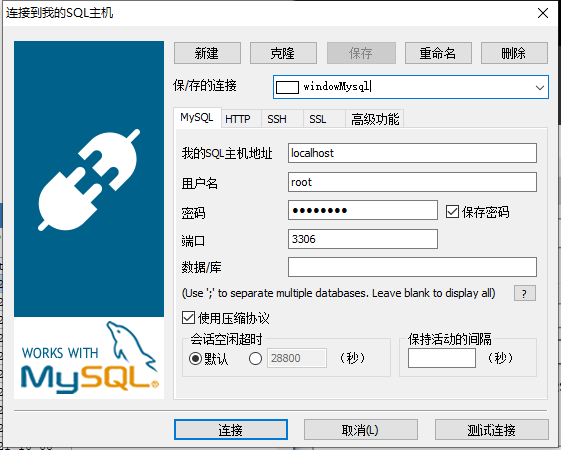 连接到我的SQL主机
新建
克隆
保存
重命名
删除
保/存的连接
windowMysql
MySQL
HTTP
SSH
SSL
高级功能
我的SQL主机地址
localhost
用户名
root
密码
●●●●●●●●
保存密码
端口
3306
数据/库
(Use ';' to separate multiple databases. Leave blank to display all)
?
使用压缩协议
会话空闲超时
保持活动的间隔
默认
28800
（秒）
（秒）
WORKS WITH
MySQL®
连接
取消(L)
测试连接